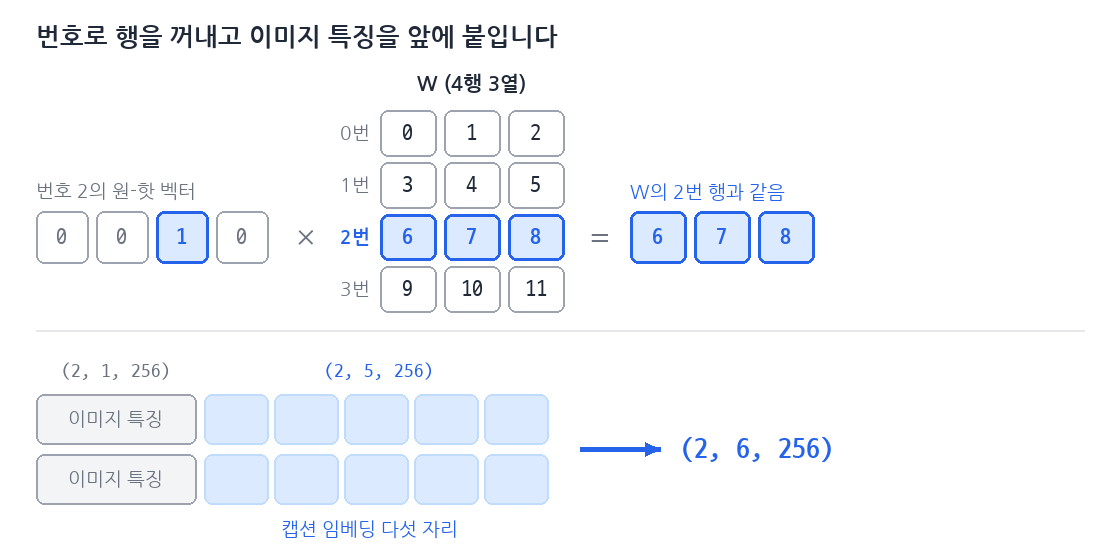 번호로 행을 꺼내고 이미지 특징을 앞에 붙입니다
W (4행 3열)
0번 0 1 2
1번 3 4 5
번호 2의 원-핫 벡터
W의 2번 행과 같음
0 0 1 0 × 2번 6 7 8 = 6 7 8
3번 9 10 11
(2, 1, 256) (2, 5, 256)
이미지 특징
이미지 특징
(2, 6, 256)
캡션 임베딩 다섯 자리